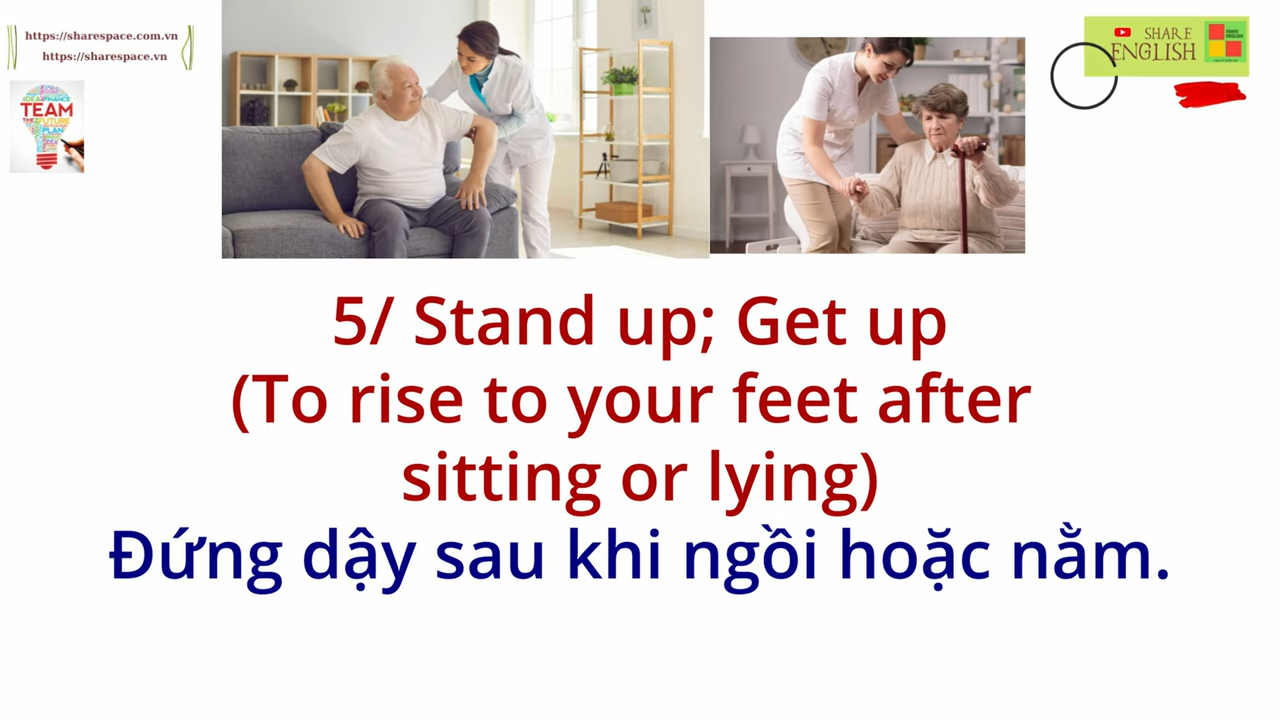 https://sharespace.com.vn
https://sharespace.vn
SHARE
ENGLISH
TEAM
FUTURE
PLAN
5/ Stand up; Get up
(To rise to your feet after
sitting or lying)
Đứng dậy sau khi ngồi hoặc nằm.